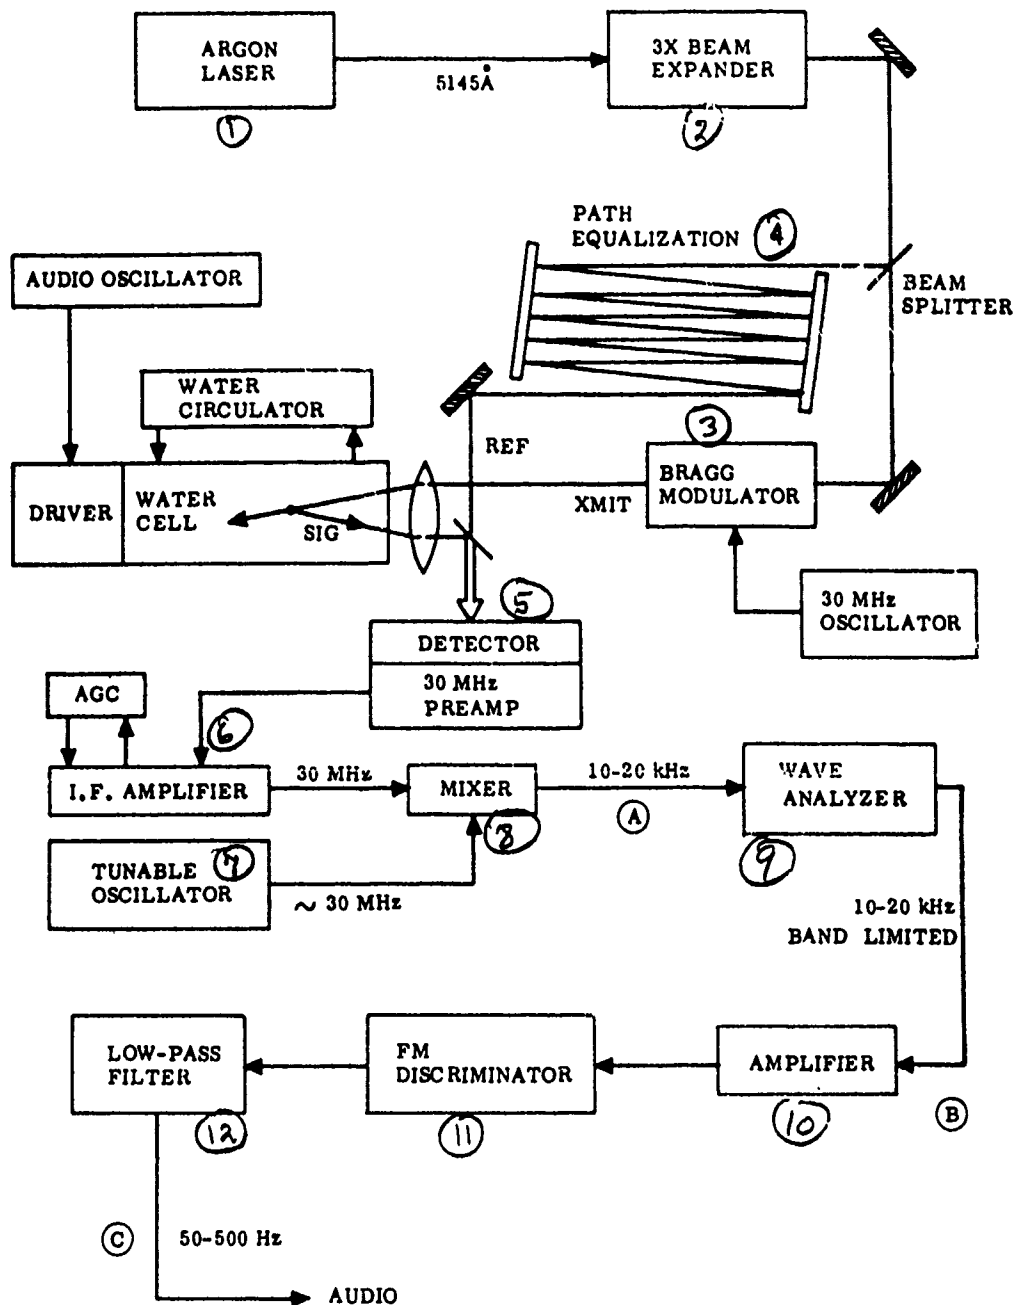 ARGON
LASER
①
5145Å
3X BEAM
EXPANDER
②
PATH
EQUALIZATION
④
BEAM
SPLITTER
AUDIO OSCILLATOR
WATER
CIRCULATOR
REF
③
BRAGG
MODULATOR
XMIT
DRIVER
WATER
CELL
SIG
30 MHz
OSCILLATOR
⑤
DETECTOR
30 MHz
PREAMP
AGC
⑥
I.F. AMPLIFIER
30 MHz
MIXER
⑧
10-20 kHz
Ⓐ
WAVE
ANALYZER
⑨
⑦
TUNABLE
OSCILLATOR
~ 30 MHz
10-20 kHz
BAND LIMITED
LOW-PASS
FILTER
⑫
FM
DISCRIMINATOR
⑪
AMPLIFIER
⑩
Ⓑ
Ⓒ
50-500 Hz
AUDIO